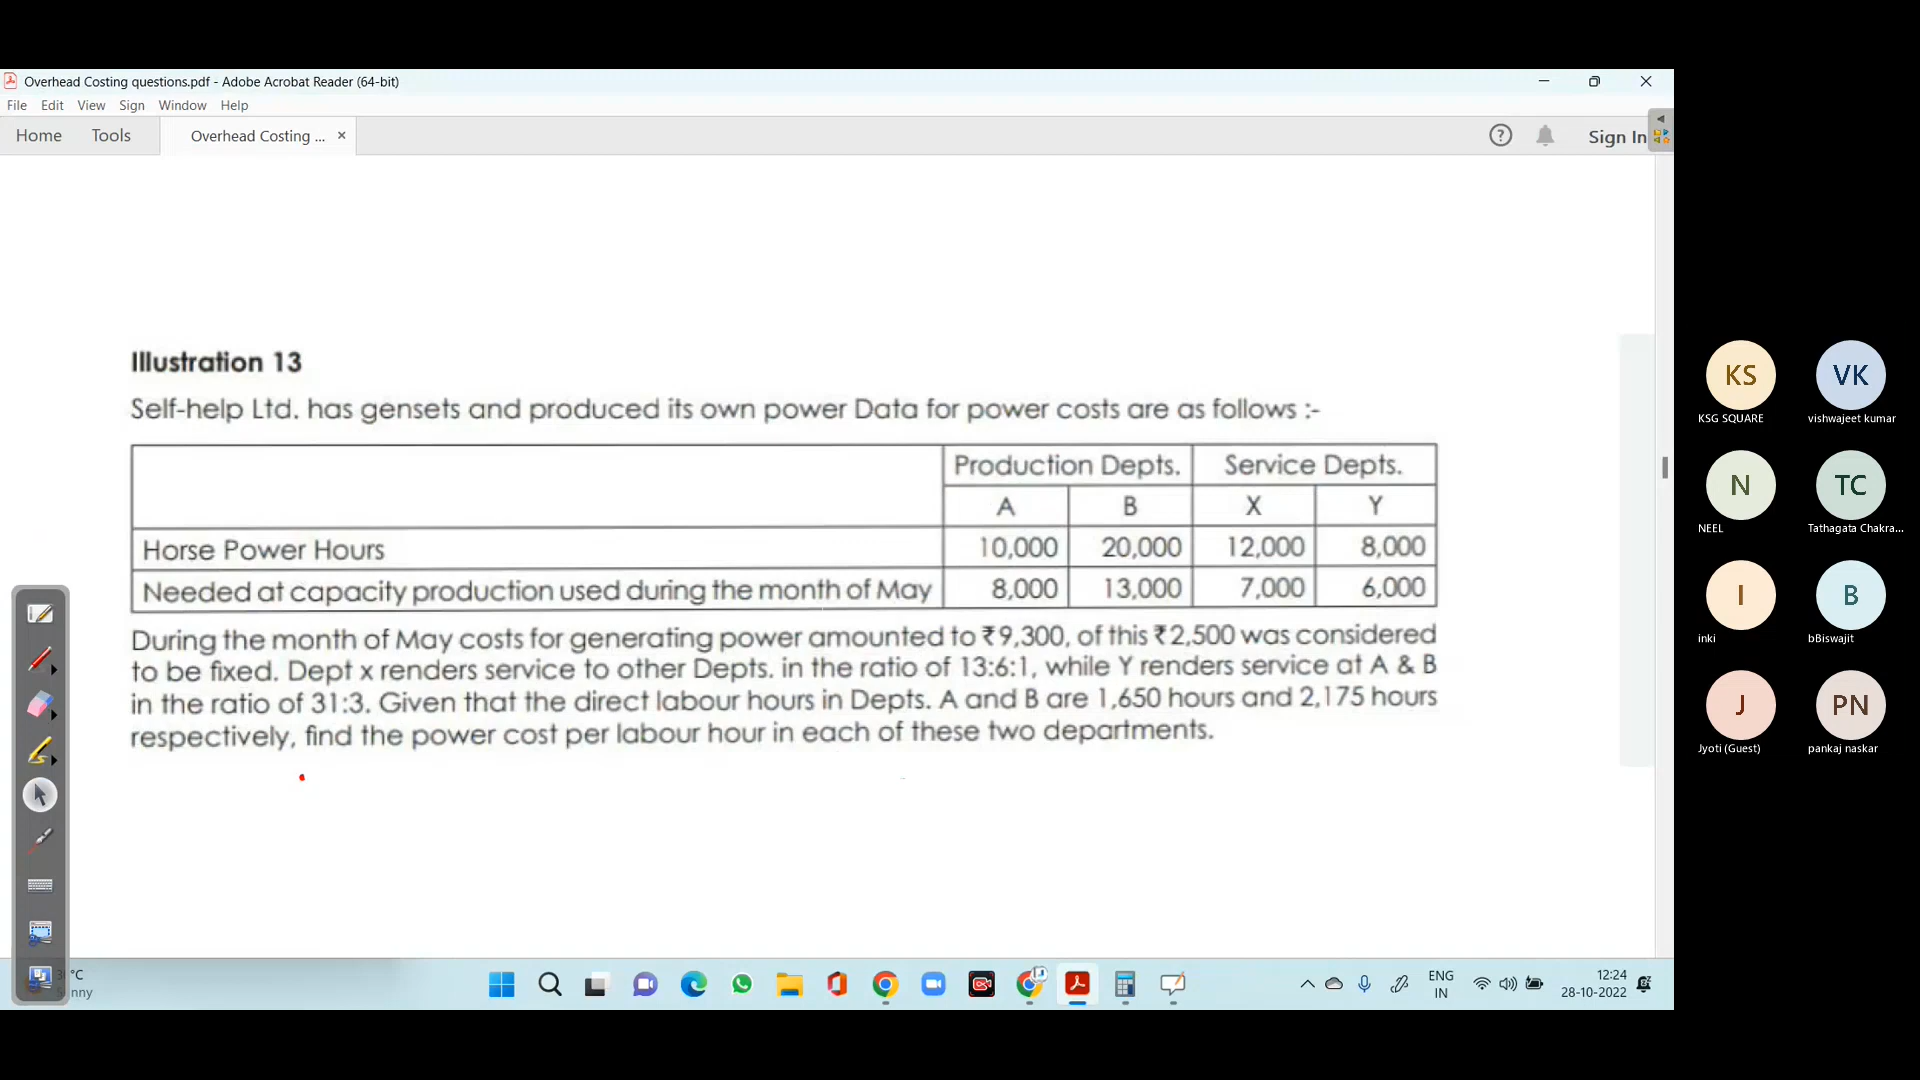 Overhead Costing questions.pdf - Adobe Acrobat Reader (64-bit)
File Edit View Sign Window Help
Home Tools Overhead Costing ... × Sign In
Illustration 13
Self-help Ltd. has gensets and produced its own power Data for power costs are as follows :-
Production Depts. Service Depts.
A B X Y
Horse Power Hours 10,000 20,000 12,000 8,000
Needed at capacity production used during the month of May 8,000 13,000 7,000 6,000
During the month of May costs for generating power amounted to ₹9,300, of this ₹2,500 was considered
to be fixed. Dept x renders service to other Depts. in the ratio of 13:6:1, while Y renders service at A & B
in the ratio of 31:3. Given that the direct labour hours in Depts. A and B are 1,650 hours and 2,175 hours
respectively, find the power cost per labour hour in each of these two departments.
KS VK
KSG SQUARE vishwajeet kumar
N TC
NEEL Tathagata Chakra...
I B
inki bBiswajit
J PN
Jyoti (Guest) pankaj naskar
°C
nny
ENG
IN
12:24
28-10-2022